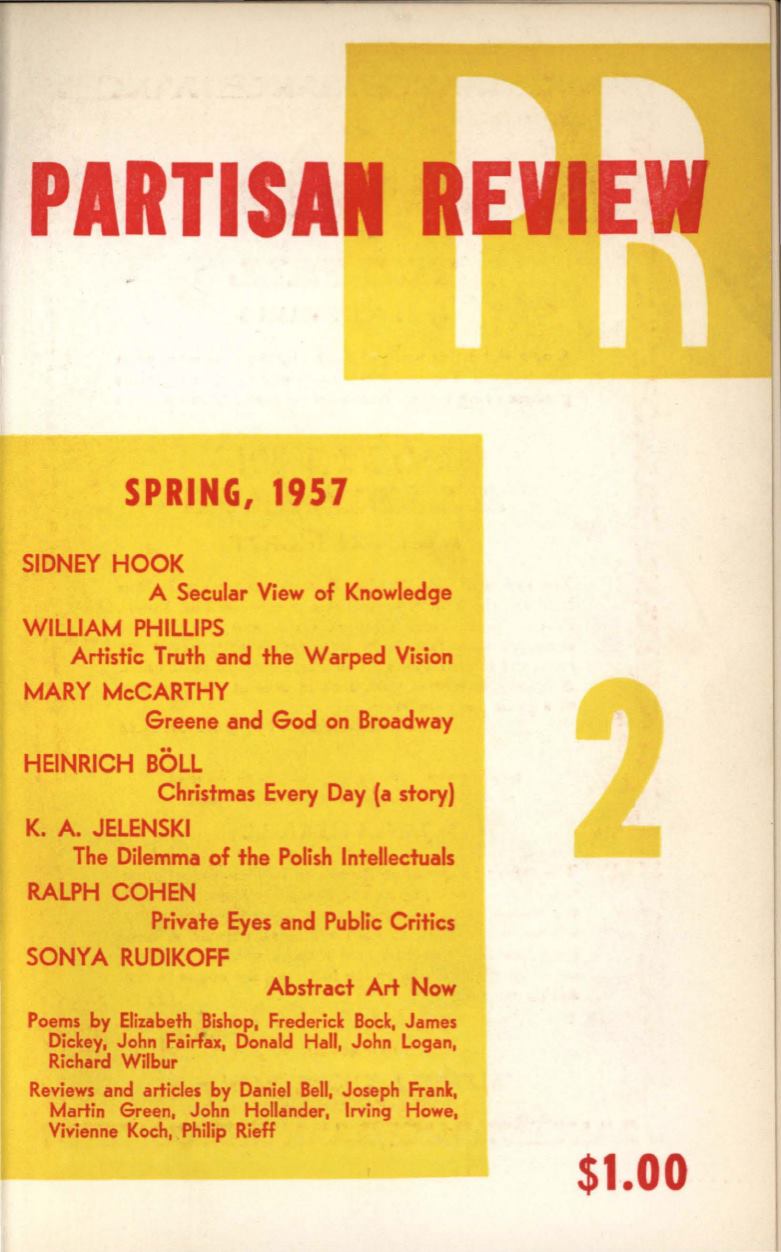 PR
PARTISAN REVIEW
SPRING, 1957
SIDNEY HOOK
A Secular View of Knowledge
WILLIAM PHILLIPS
Artistic Truth and the Warped Vision
MARY McCARTHY
Greene and God on Broadway
HEINRICH BÖLL
Christmas Every Day (a story)
K. A. JELENSKI
The Dilemma of the Polish Intellectuals
RALPH COHEN
Private Eyes and Public Critics
SONYA RUDIKOFF
Abstract Art Now
Poems by Elizabeth Bishop, Frederick Bock, James
Dickey, John Fairfax, Donald Hall, John Logan,
Richard Wilbur
Reviews and articles by Daniel Bell, Joseph Frank,
Martin Green, John Hollander, Irving Howe,
Vivienne Koch, Philip Rieff
2
$1.00